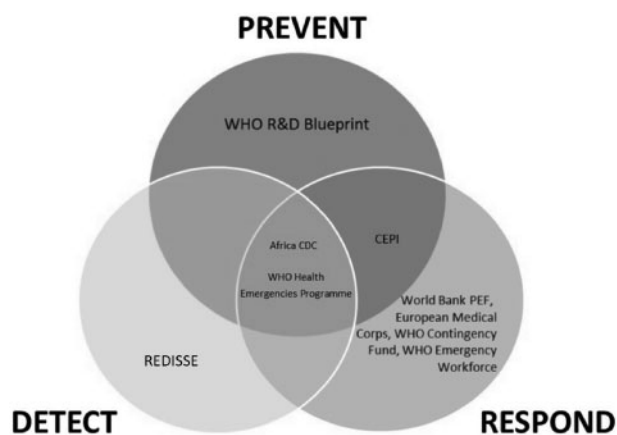 PREVENT
WHO R&D Blueprint
Africa CDC
WHO Health
Emergencies Programme
CEPI
World Bank PEF,
European Medical
Corps, WHO Contingency
Fund, WHO Emergency
Workforce
REDISSE
DETECT
RESPOND